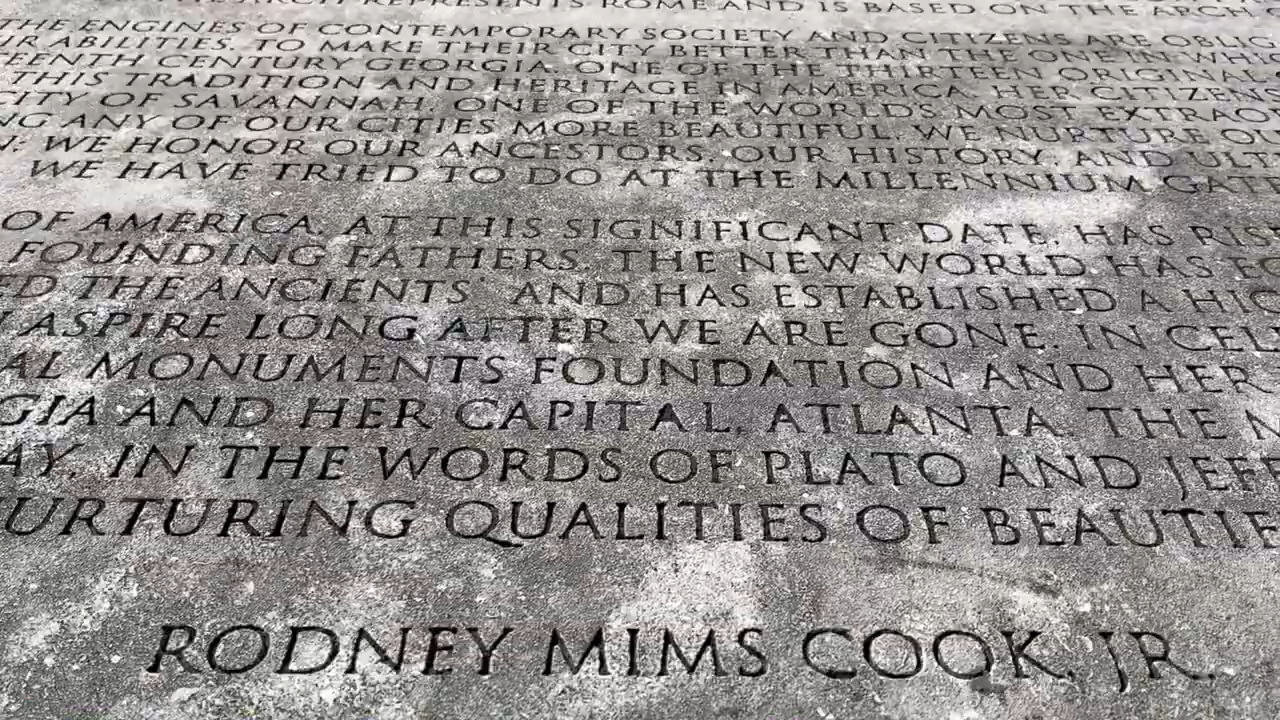 REPRESENTS ROME AND IS BASED ON THE ARCH
THE ENGINES OF CONTEMPORARY SOCIETY AND CITIZENS ARE OBLIG
IR ABILITIES, TO MAKE THEIR CITY BETTER THAN THE ONE IN WHIC
TEENTH CENTURY GEORGIA, ONE OF THE THIRTEEN ORIGINAL
THIS TRADITION AND HERITAGE IN AMERICA. HER CITIZENS
CITY OF SAVANNAH, ONE OF THE WORLDS MOST EXTRAO
NG ANY OF OUR CITIES MORE BEAUTIFUL, WE NURTURE OU
N: WE HONOR OUR ANCESTORS, OUR HISTORY, AND ULT
WE HAVE TRIED TO DO AT THE MILLENNIUM GATE
OF AMERICA, AT THIS SIGNIFICANT DATE, HAS RIS
FOUNDING FATHERS. THE NEW WORLD HAS EC
ED THE ANCIENTS' AND HAS ESTABLISHED A HIG
ASPIRE LONG AFTER WE ARE GONE. IN CEL
AL MONUMENTS FOUNDATION AND HER
GIA AND HER CAPITAL, ATLANTA. THE M
AY, IN THE WORDS OF PLATO AND JEFF
URTURING QUALITIES OF BEAUTIE
RODNEY MIMS COOK, JR.